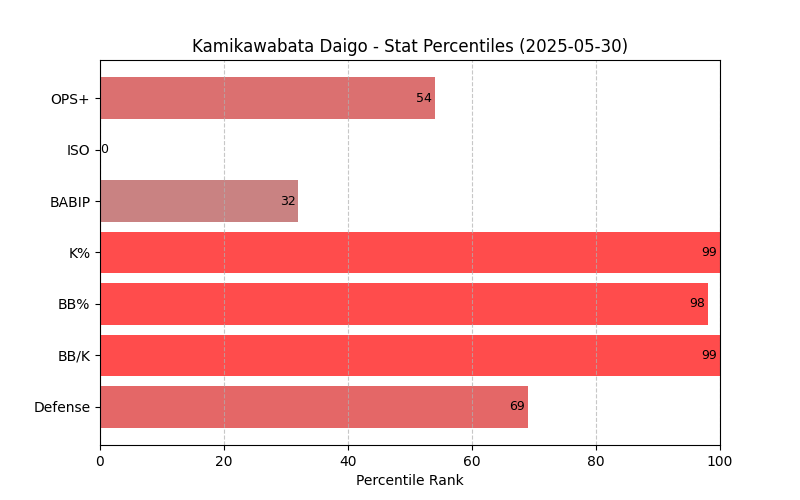 Kamikawabata Daigo - Stat Percentiles (2025-05-30)
OPS+ 54
ISO 0
BABIP 32
K% 99
BB% 98
BB/K 99
Defense 69
0 20 40 60 80 100
Percentile Rank